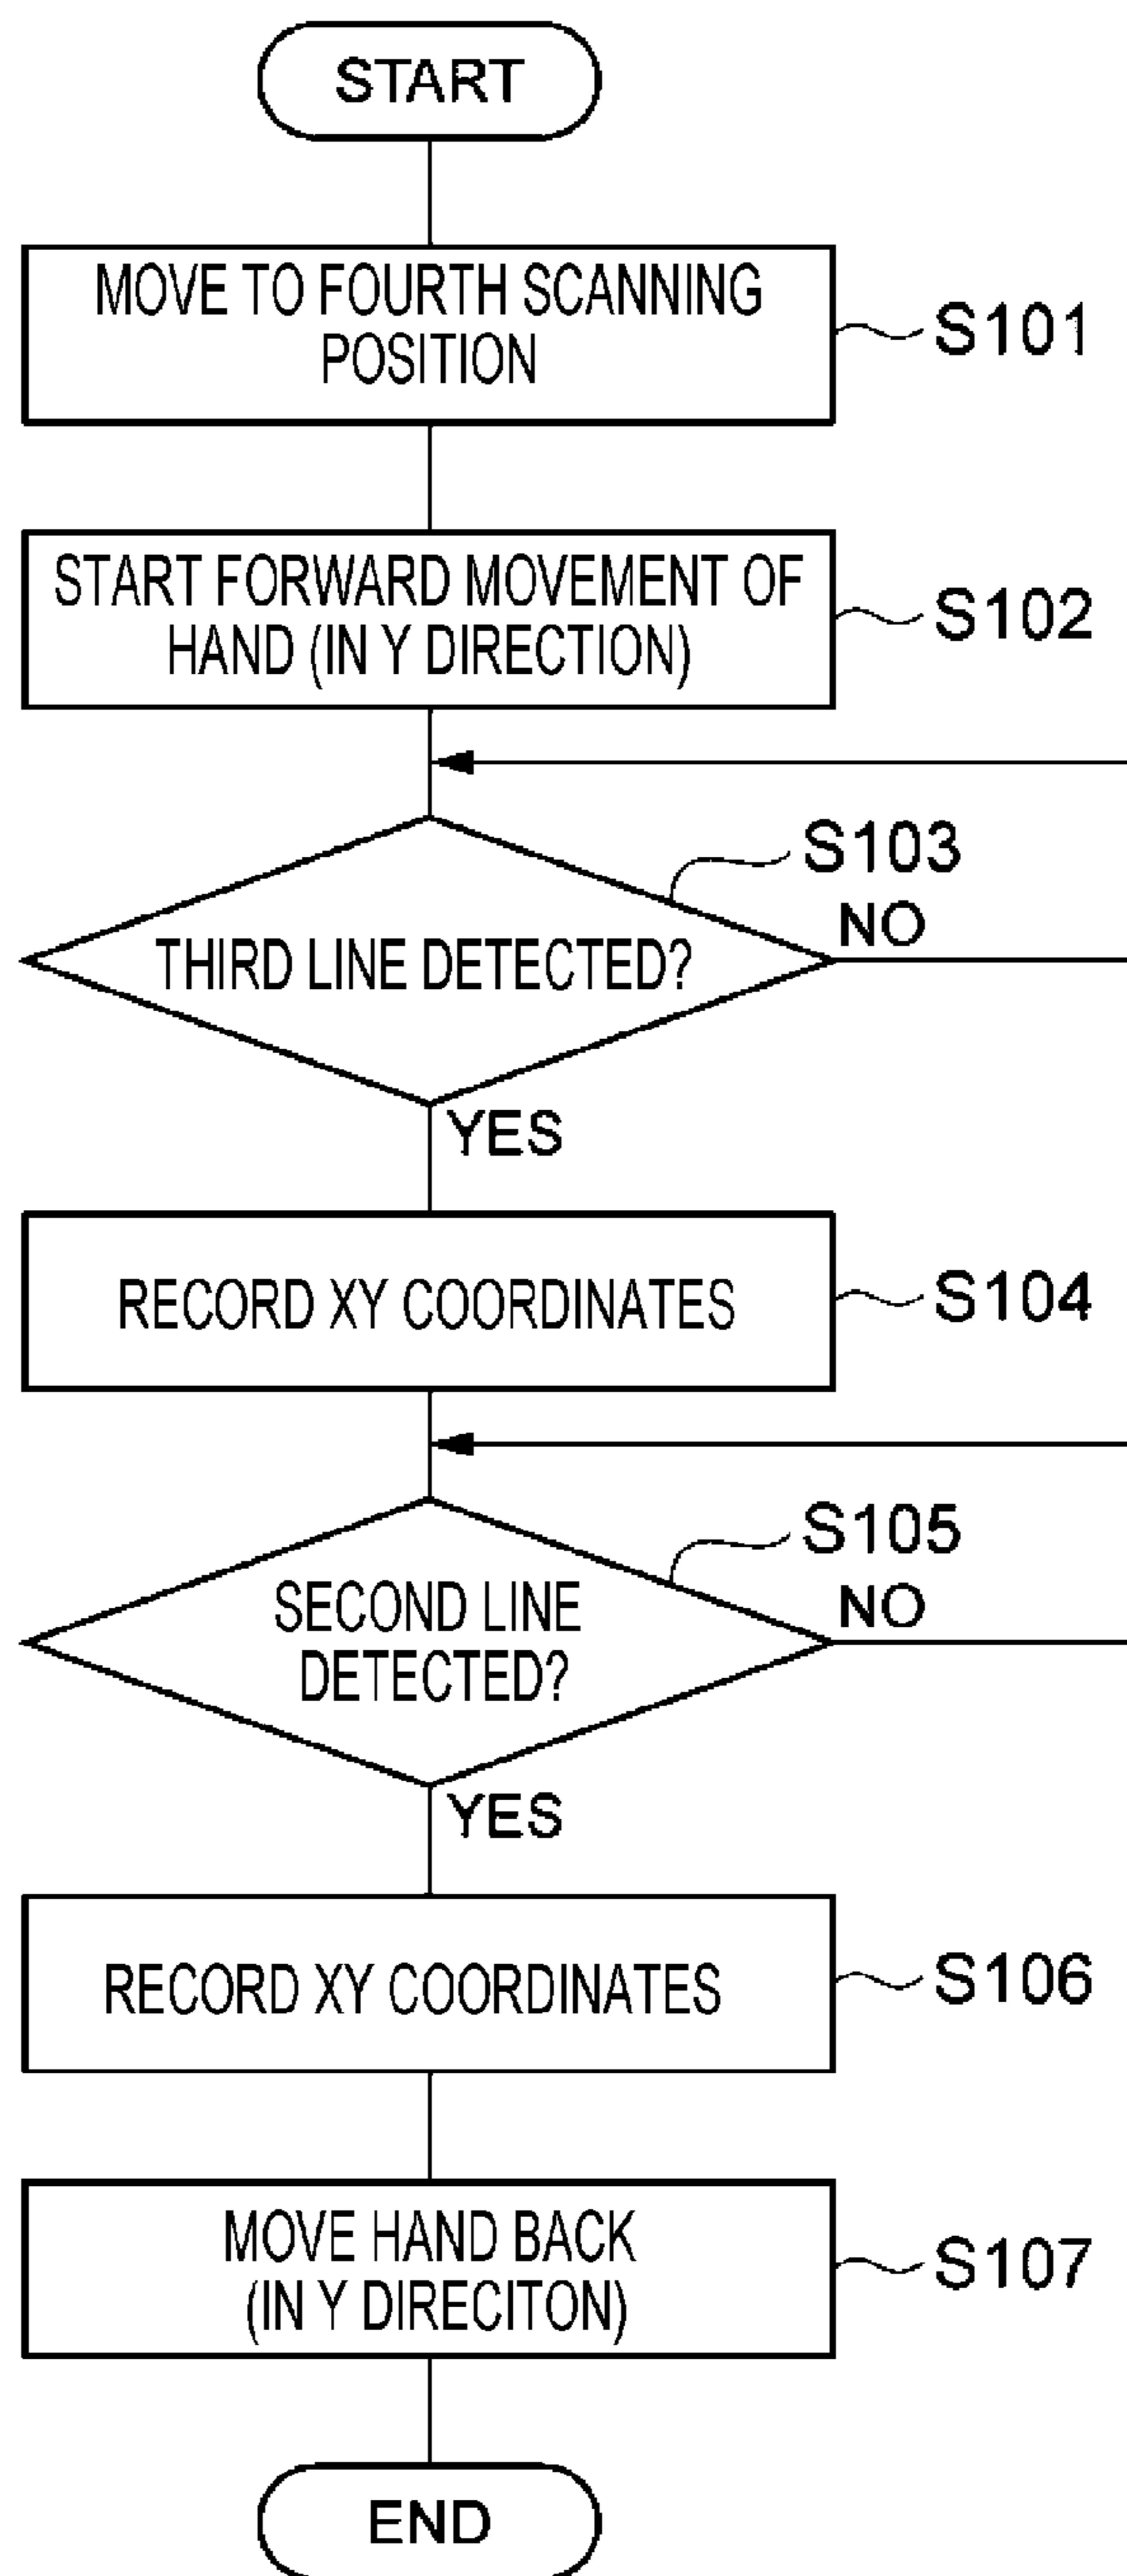 START
MOVE TO FOURTH SCANNING
POSITION
S101
START FORWARD MOVEMENT OF
HAND (IN Y DIRECTION)
S102
S103
NO
THIRD LINE DETECTED?
YES
RECORD XY COORDINATES
S104
S105
NO
SECOND LINE
DETECTED?
YES
RECORD XY COORDINATES
S106
MOVE HAND BACK
(IN Y DIRECITON)
S107
END